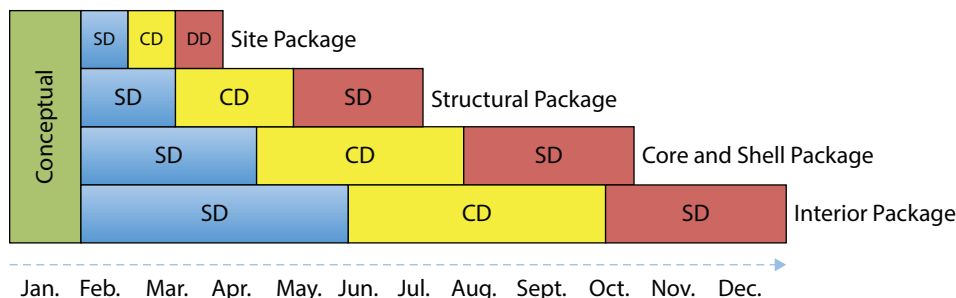 Conceptual
SD CD DD Site Package
SD CD SD Structural Package
SD CD SD Core and Shell Package
SD CD SD Interior Package
Jan. Feb. Mar. Apr. May. Jun. Jul. Aug. Sept. Oct. Nov. Dec.